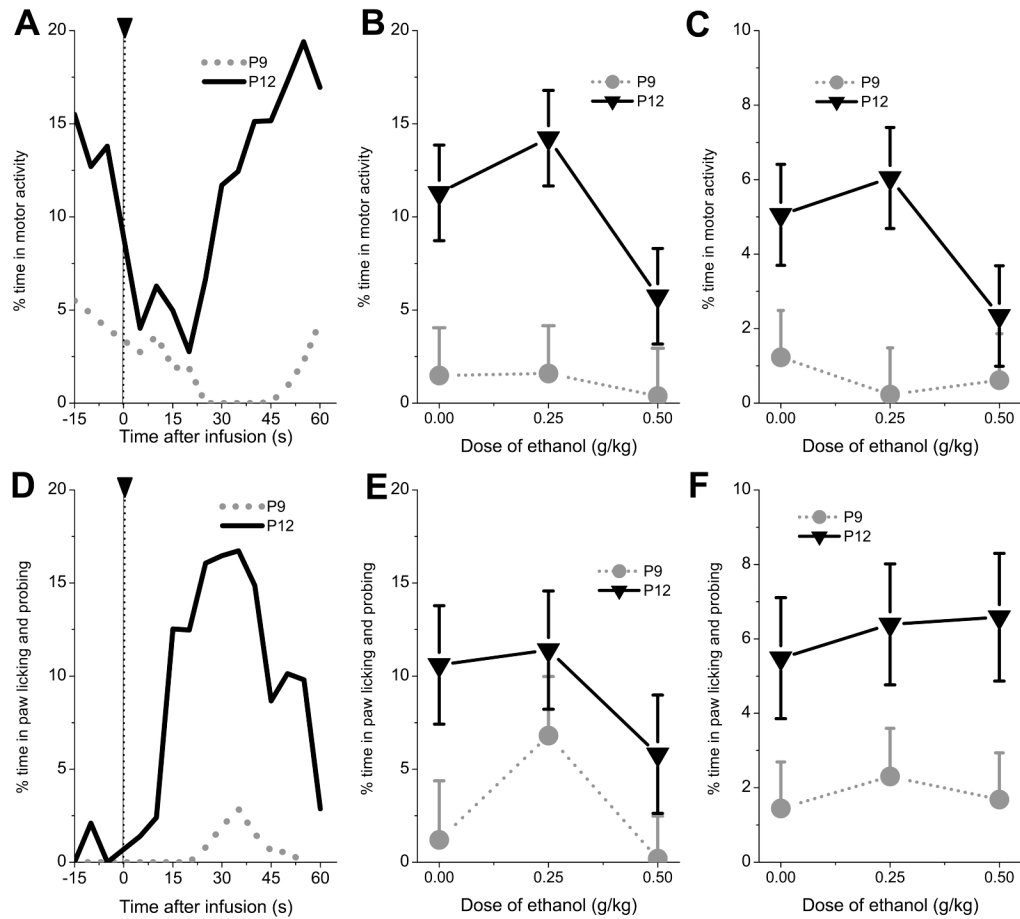 A
% time in motor activity
20
15
10
5
0
P9
P12
-15 0 15 30 45 60
Time after infusion (s)
B
% time in motor activity
20
15
10
5
0
P9
P12
0.00 0.25 0.50
Dose of ethanol (g/kg)
C
% time in motor activity
10
8
6
4
2
0
P9
P12
0.00 0.25 0.50
Dose of ethanol (g/kg)
D
% time in paw licking and probing
20
15
10
5
0
P9
P12
-15 0 15 30 45 60
Time after infusion (s)
E
% time in paw licking and probing
20
15
10
5
0
P9
P12
0.00 0.25 0.50
Dose of ethanol (g/kg)
F
% time in paw licking and probing
10
8
6
4
2
0
P9
P12
0.00 0.25 0.50
Dose of ethanol (g/kg)